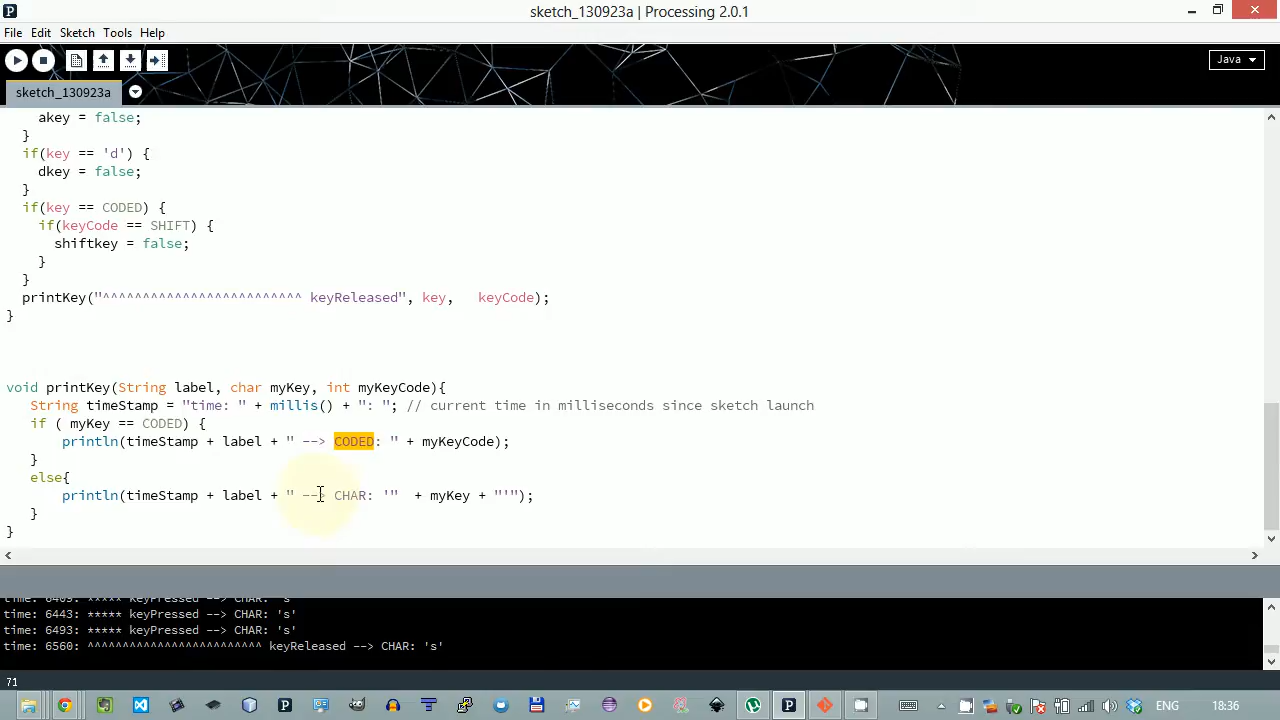 sketch_130923a | Processing 2.0.1
File Edit Sketch Tools Help
Java
sketch_130923a
akey = false;
}
if(key == 'd') {
dkey = false;
}
if(key == CODED) {
if(keyCode == SHIFT) {
shiftkey = false;
}
}
printKey("^^^^^^^^^^^^^^^^^^^^^^^^^ keyReleased", key,   keyCode);
}
void printKey(String label, char myKey, int myKeyCode){
String timeStamp = "time: " + millis() + ": "; // current time in milliseconds since sketch launch
if ( myKey == CODED) {
println(timeStamp + label + " --> CODED: " + myKeyCode);
}
else{
println(timeStamp + label + " --> CHAR: '"  + myKey + "'");
}
}
time: 6409: ***** keyPressed --> CHAR: 's'
time: 6443: ***** keyPressed --> CHAR: 's'
time: 6493: ***** keyPressed --> CHAR: 's'
time: 6560: ^^^^^^^^^^^^^^^^^^^^^^^^^ keyReleased --> CHAR: 's'
71
ENG 18:36